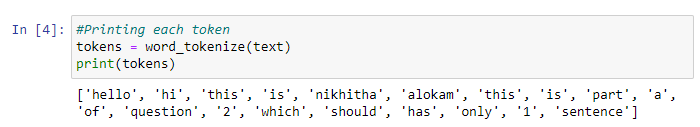 In [4]: #Printing each token
tokens = word_tokenize(text)
print(tokens)
['hello', 'hi', 'this', 'is', 'nikhitha', 'alokam', 'this', 'is', 'part', 'a',
'of', 'question', '2', 'which', 'should', 'has', 'only', '1', 'sentence']